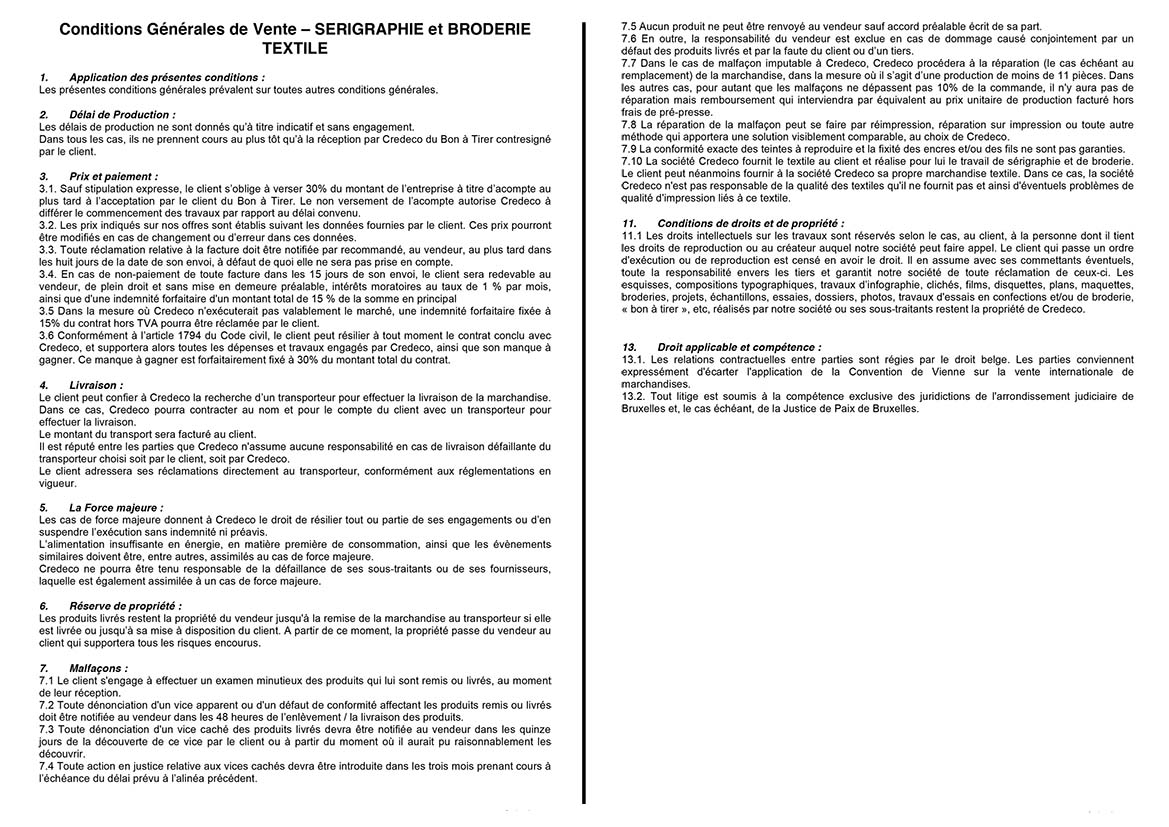 Conditions Générales de Vente – SERIGRAPHIE et BRODERIE
TEXTILE
1. Application des présentes conditions :
Les présentes conditions générales prévalent sur toutes autres conditions générales.
2. Délai de Production :
Les délais de production ne sont donnés qu'à titre indicatif et sans engagement.
Dans tous les cas, ils ne prennent cours au plus tôt qu'à la réception par Credeco du Bon à Tirer contresigné
par le client.
3. Prix et paiement :
3.1. Sauf stipulation expresse, le client s'oblige à verser 30% du montant de l'entreprise à titre d'acompte au
plus tard à l'acceptation par le client du Bon à Tirer. Le non versement de l'acompte autorise Credeco à
différer le commencement des travaux par rapport au délai convenu.
3.2. Les prix indiqués sur nos offres sont établis suivant les données fournies par le client. Ces prix pourront
être modifiés en cas de changement ou d'erreur dans ces données.
3.3. Toute réclamation relative à la facture doit être notifiée par recommandé, au vendeur, au plus tard dans
les huit jours de la date de son envoi, à défaut de quoi elle ne sera pas prise en compte.
3.4. En cas de non-paiement de toute facture dans les 15 jours de son envoi, le client sera redevable au
vendeur, de plein droit et sans mise en demeure préalable, intérêts moratoires au taux de 1 % par mois,
ainsi que d'une indemnité forfaitaire d'un montant total de 15 % de la somme en principal
3.5 Dans la mesure où Credeco n'exécuterait pas valablement le marché, une indemnité forfaitaire fixée à
15% du contrat hors TVA pourra être réclamée par le client.
3.6 Conformément à l'article 1794 du Code civil, le client peut résilier à tout moment le contrat conclu avec
Credeco, et supportera alors toutes les dépenses et travaux engagés par Credeco, ainsi que son manque à
gagner. Ce manque à gagner est forfaitairement fixé à 30% du montant total du contrat.
4. Livraison :
Le client peut confier à Credeco la recherche d'un transporteur pour effectuer la livraison de la marchandise.
Dans ce cas, Credeco pourra contracter au nom et pour le compte du client avec un transporteur pour
effectuer la livraison.
Le montant du transport sera facturé au client.
Il est réputé entre les parties que Credeco n'assume aucune responsabilité en cas de livraison défaillante du
transporteur choisi soit par le client, soit par Credeco.
Le client adressera ses réclamations directement au transporteur, conformément aux réglementations en
vigueur.
5. La Force majeure :
Les cas de force majeure donnent à Credeco le droit de résilier tout ou partie de ses engagements ou d'en
suspendre l'exécution sans indemnité ni préavis.
L'alimentation insuffisante en énergie, en matière première de consommation, ainsi que les évènements
similaires doivent être, entre autres, assimilés au cas de force majeure.
Credeco ne pourra être tenu responsable de la défaillance de ses sous-traitants ou de ses fournisseurs,
laquelle est également assimilée à un cas de force majeure.
6. Réserve de propriété :
Les produits livrés restent la propriété du vendeur jusqu'à la remise de la marchandise au transporteur si elle
est livrée ou jusqu'à sa mise à disposition du client. A partir de ce moment, la propriété passe du vendeur au
client qui supportera tous les risques encourus.
7. Malfaçons :
7.1 Le client s'engage à effectuer un examen minutieux des produits qui lui sont remis ou livrés, au moment
de leur réception.
7.2 Toute dénonciation d'un vice apparent ou d'un défaut de conformité affectant les produits remis ou livrés
doit être notifiée au vendeur dans les 48 heures de l'enlèvement / la livraison des produits.
7.3 Toute dénonciation d'un vice caché des produits livrés devra être notifiée au vendeur dans les quinze
jours de la découverte de ce vice par le client ou à partir du moment où il aurait pu raisonnablement les
découvrir.
7.4 Toute action en justice relative aux vices cachés devra être introduite dans les trois mois prenant cours à
l'échéance du délai prévu à l'alinéa précédent.
7.5 Aucun produit ne peut être renvoyé au vendeur sauf accord préalable écrit de sa part.
7.6 En outre, la responsabilité du vendeur est exclue en cas de dommage causé conjointement par un
défaut des produits livrés et par la faute du client ou d'un tiers.
7.7 Dans le cas de malfaçon imputable à Credeco, Credeco procédera à la réparation (le cas échéant au
remplacement) de la marchandise, dans la mesure où il s'agit d'une production de moins de 11 pièces. Dans
les autres cas, pour autant que les malfaçons ne dépassent pas 10% de la commande, il n'y aura pas de
réparation mais remboursement qui interviendra par équivalent au prix unitaire de production facturé hors
frais de pré-presse.
7.8 La réparation de la malfaçon peut se faire par réimpression, réparation sur impression ou toute autre
méthode qui apportera une solution visiblement comparable, au choix de Credeco.
7.9 La conformité exacte des teintes à reproduire et la fixité des encres et/ou des fils ne sont pas garanties.
7.10 La société Credeco fournit le textile au client et réalise pour lui le travail de sérigraphie et de broderie.
Le client peut néanmoins fournir à la société Credeco sa propre marchandise textile. Dans ce cas, la société
Credeco n'est pas responsable de la qualité des textiles qu'il ne fournit pas et ainsi d'éventuels problèmes de
qualité d'impression liés à ce textile.
11. Conditions de droits et de propriété :
11.1 Les droits intellectuels sur les travaux sont réservés selon le cas, au client, à la personne dont il tient
les droits de reproduction ou au créateur auquel notre société peut faire appel. Le client qui passe un ordre
d'exécution ou de reproduction est censé en avoir le droit. Il en assume avec ses commettants éventuels,
toute la responsabilité envers les tiers et garantit notre société de toute réclamation de ceux-ci. Les
esquisses, compositions typographiques, travaux d'infographie, clichés, films, disquettes, plans, maquettes,
broderies, projets, échantillons, essaies, dossiers, photos, travaux d'essais en confections et/ou de broderie,
« bon à tirer », etc, réalisés par notre société ou ses sous-traitants restent la propriété de Credeco.
13. Droit applicable et compétence :
13.1. Les relations contractuelles entre parties sont régies par le droit belge. Les parties conviennent
expressément d'écarter l'application de la Convention de Vienne sur la vente internationale de
marchandises.
13.2. Tout litige est soumis à la compétence exclusive des juridictions de l'arrondissement judiciaire de
Bruxelles et, le cas échéant, de la Justice de Paix de Bruxelles.